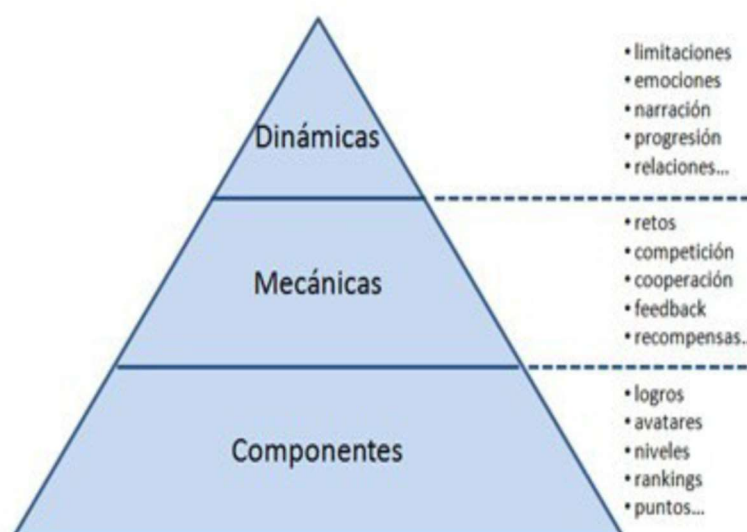 Dinámicas
• limitaciones
• emociones
• narración
• progresión
• relaciones...
Mecánicas
• retos
• competición
• cooperación
• feedback
• recompensas...
Componentes
• logros
• avatares
• niveles
• rankings
• puntos...